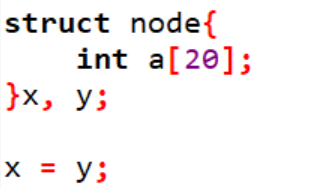 struct node{
    int a[20];
}x, y;
x = y;